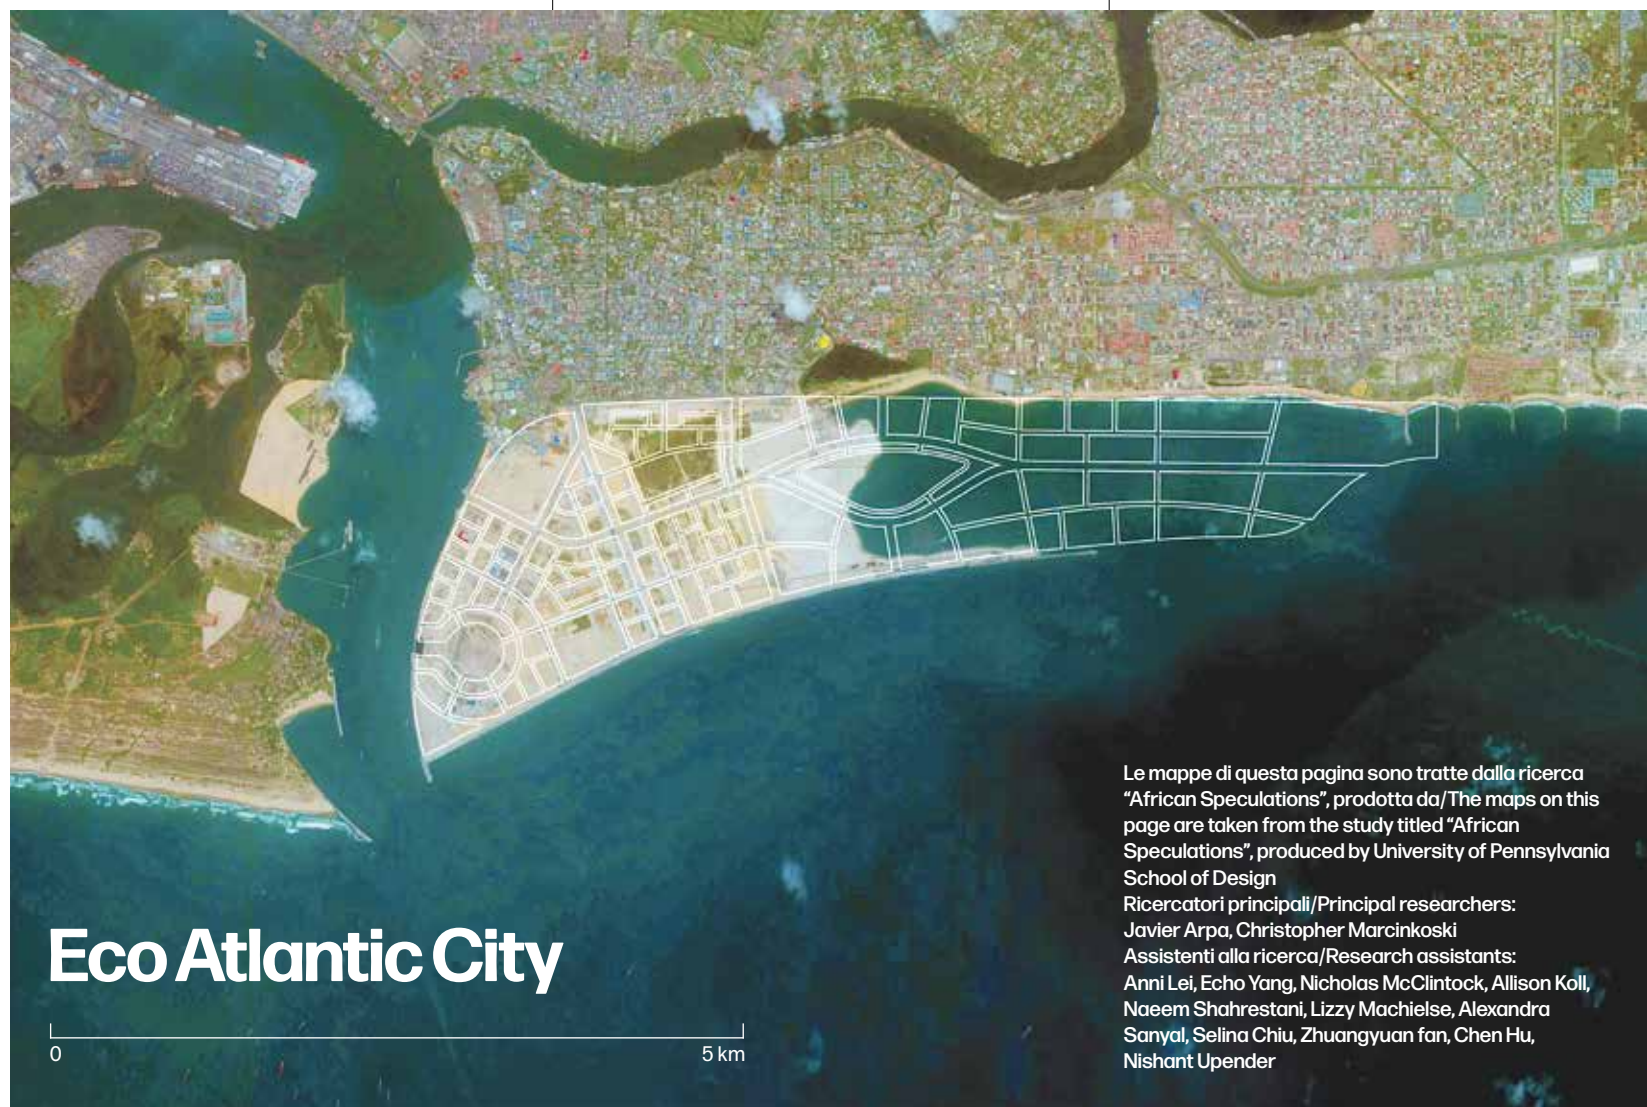 Le mappe di questa pagina sono tratte dalla ricerca
“African Speculations”, prodotta da/The maps on this
page are taken from the study titled “African
Speculations”, produced by University of Pennsylvania
School of Design
Ricercatori principali/Principal researchers:
Javier Arpa, Christopher Marcinkoski
Assistenti alla ricerca/Research assistants:
Anni Lei, Echo Yang, Nicholas McClintock, Allison Koll,
Naeem Shahrestani, Lizzy Machielse, Alexandra
Sanyal, Selina Chiu, Zhuangyuan fan, Chen Hu,
Nishant Upender
Eco Atlantic City
0 5 km